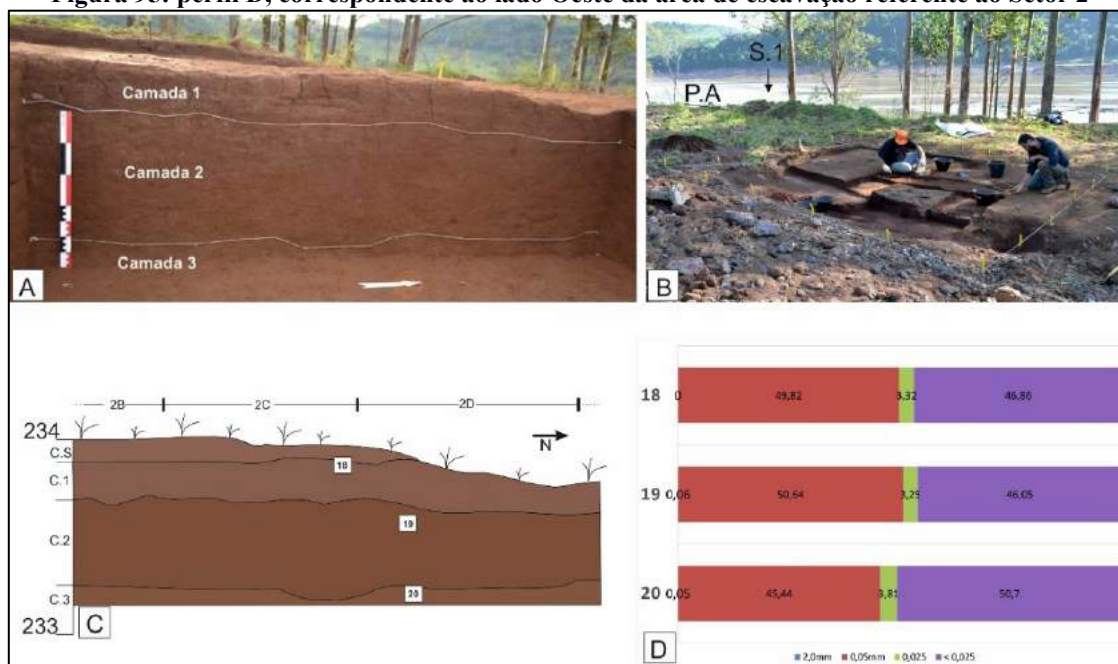 Figura 93: perfil D, correspondente ao lado Oeste da área de escavação referente ao Setor 2
Camada 1
Camada 2
Camada 3
A
S.1
P.A
B
2B 2C 2D
234
N
C.S
18
C.1
19
C.2
20
C.3
233
C
18 0 49,82 3,32 46,86
19 0,06 50,64 3,25 46,05
20 0,05 45,44 3,81 50,7
D
2,0mm 0,05mm 0,025 < 0,025